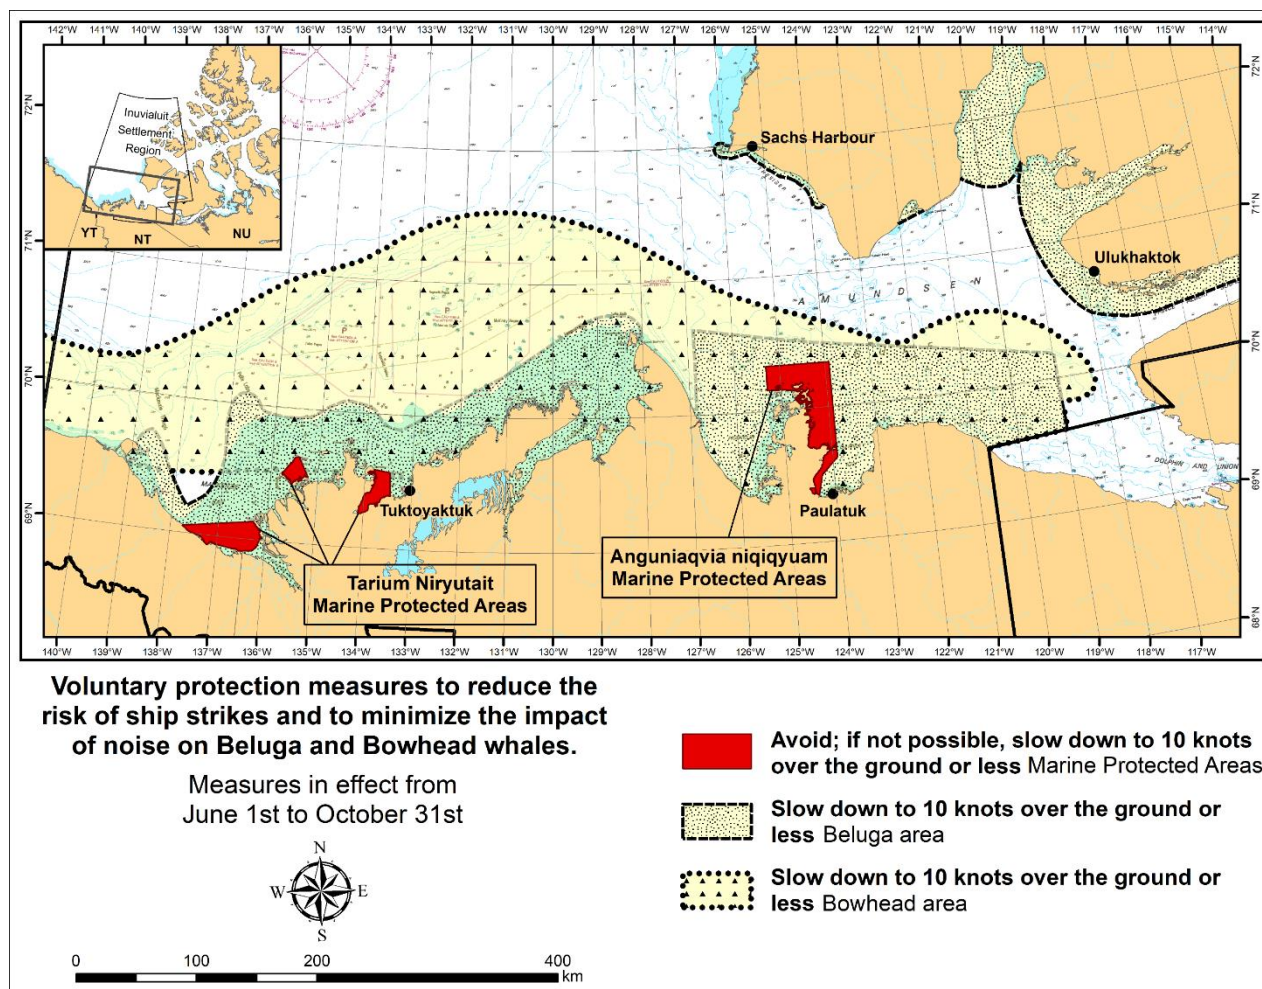 142°W 141°W 140°W 139°W 138°W 137°W 136°W 135°W 134°W 133°W 132°W 131°W 130°W 129°W 128°W 127°W 126°W 125°W 124°W 123°W 122°W 121°W 120°W 119°W 118°W 117°W 116°W 115°W 114°W
72°N
71°N
70°N
69°N
72°N
71°N
70°N
69°N
68°N
Inuvialuit
Settlement
Region
YT
NT
NU
Sachs Harbour
Ulukhaktok
AMUNDSEN
DOLPHIN AND UNION
Tuktoyaktuk
Paulatuk
Tarium Niryutait
Marine Protected Areas
Anguniaqvia niqiqyuam
Marine Protected Areas
140°W 139°W 138°W 137°W 136°W 135°W 134°W 133°W 132°W 131°W 130°W 129°W 128°W 127°W 126°W 125°W 124°W 123°W 122°W 121°W 120°W 119°W 118°W 117°W
Voluntary protection measures to reduce the
risk of ship strikes and to minimize the impact
of noise on Beluga and Bowhead whales.
Measures in effect from
June 1st to October 31st
N
W E
S
0 100 200 400
km
Avoid; if not possible, slow down to 10 knots
over the ground or less Marine Protected Areas
Slow down to 10 knots over the ground or
less Beluga area
Slow down to 10 knots over the ground or
less Bowhead area